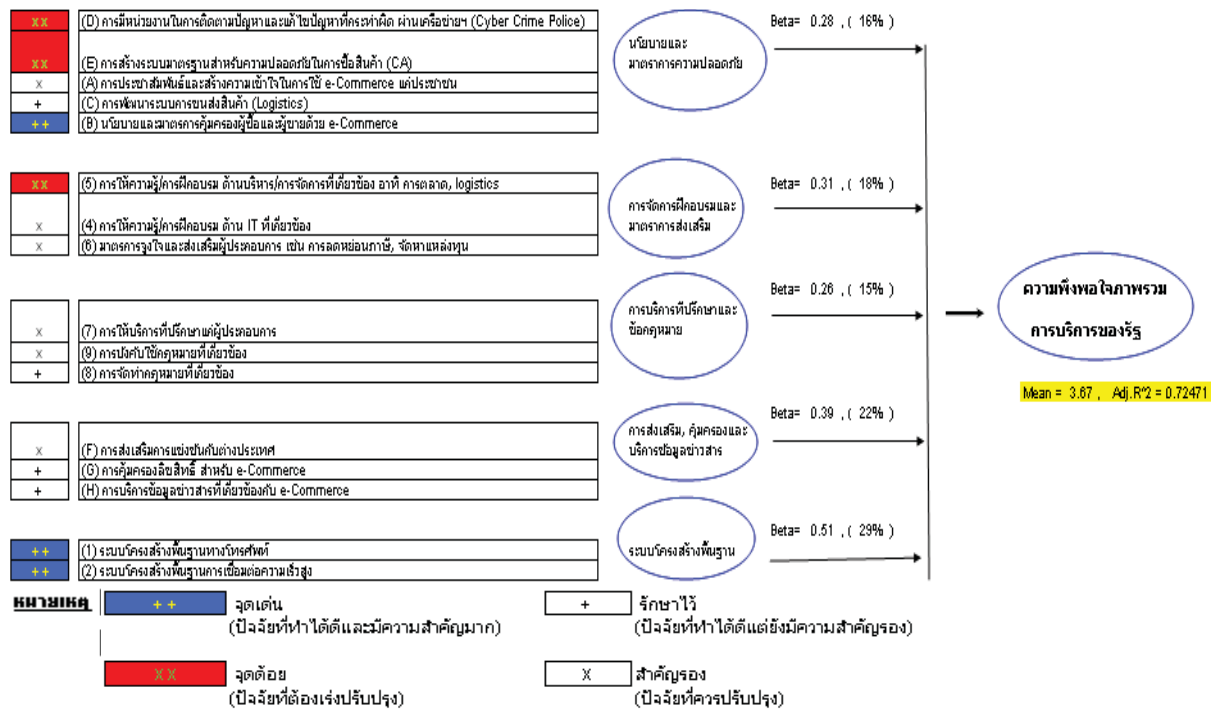 XX (D) การมีหน่วยงานในการติดตามปัญหาและแก้ไขปัญหาที่กระทำผิด ผ่านเครือข่ายฯ (Cyber Crime Police)
XX (E) การสร้างระบบมาตรฐานสำหรับความปลอดภัยในการซื้อสินค้า (CA)
X (A) การประชาสัมพันธ์และสร้างความเข้าใจในการใช้ e-Commerce แก่ประชาชน
+ (C) การพัฒนาระบบการขนส่งสินค้า (Logistics)
++ (B) นโยบายและมาตรการคุ้มครองผู้ซื้อและผู้ขายด้วย e-Commerce
นโยบายและ
มาตราการความปลอดภัย
Beta= 0.28 , ( 16% )
XX (5) การให้ความรู้/การฝึกอบรม ด้านบริหาร/การจัดการที่เกี่ยวข้อง อาทิ การตลาด, logistics
X (4) การให้ความรู้/การฝึกอบรม ด้าน IT ที่เกี่ยวข้อง
X (6) มาตรการจูงใจและส่งเสริมผู้ประกอบการ เช่น การลดหย่อนภาษี, จัดหาแหล่งทุน
การจัดการฝึกอบรมและ
มาตราการส่งเสริม
Beta= 0.31 , ( 18% )
X (7) การให้บริการที่ปรึกษาแก่ผู้ประกอบการ
X (9) การบังคับใช้กฎหมายที่เกี่ยวข้อง
+ (8) การจัดทำกฎหมายที่เกี่ยวข้อง
การบริการที่ปรึกษาและ
ข้อกฎหมาย
Beta= 0.26 , ( 15% )
X (F) การส่งเสริมการแข่งขันกับต่างประเทศ
+ (G) การคุ้มครองลิขสิทธิ์ สำหรับ e-Commerce
+ (H) การบริการข้อมูลข่าวสารที่เกี่ยวข้องกับ e-Commerce
การส่งเสริม, คุ้มครองและ
บริการข้อมูลข่าวสาร
Beta= 0.39 , ( 22% )
++ (1) ระบบโครงสร้างพื้นฐานทางโทรศัพท์
++ (2) ระบบโครงสร้างพื้นฐานการเชื่อมต่อความเร็วสูง
ระบบโครงสร้างพื้นฐาน
Beta= 0.51 , ( 29% )
ความพึงพอใจภาพรวม
การบริการของรัฐ
Mean = 3.67 , Adj.R^2 = 0.72471
หมายเหตุ
++ จุดเด่น
(ปัจจัยที่ทำได้ดีและมีความสำคัญมาก)
+ รักษาไว้
(ปัจจัยที่ทำได้ดีแต่ยังมีความสำคัญรอง)
XX จุดด้อย
(ปัจจัยที่ต้องเร่งปรับปรุง)
X สำคัญรอง
(ปัจจัยที่ควรปรับปรุง)